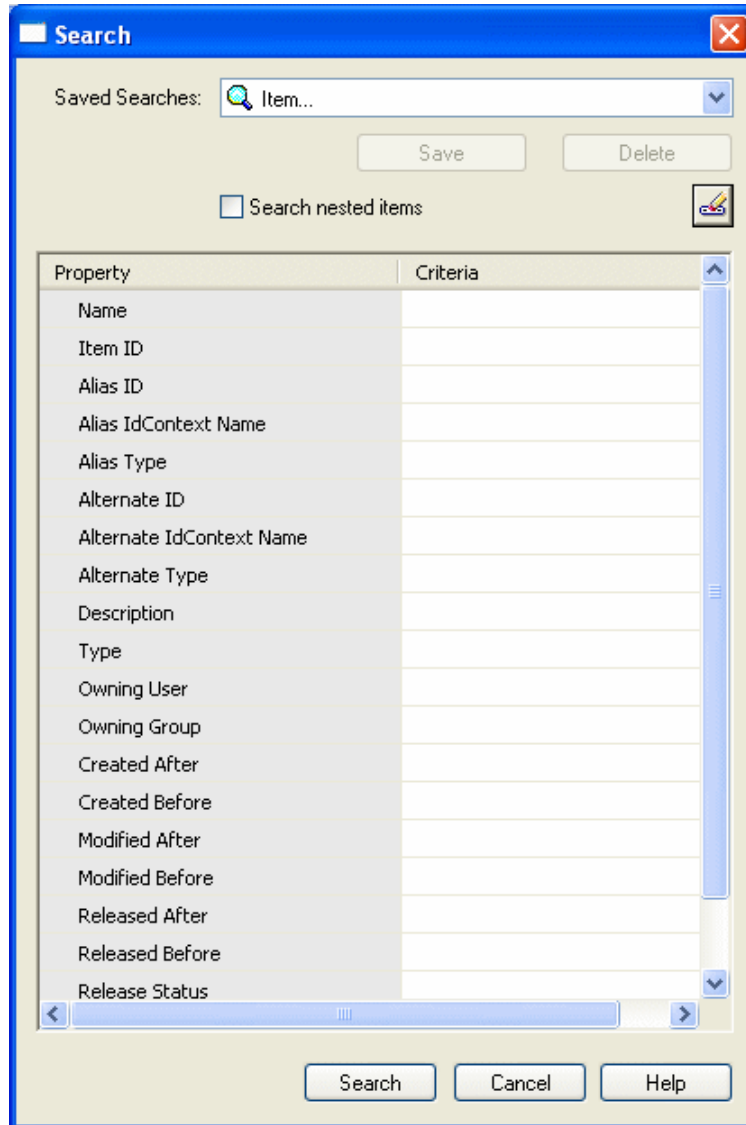 Search
Saved Searches: Item...
Save Delete
Search nested items
Property Criteria
Name
Item ID
Alias ID
Alias IdContext Name
Alias Type
Alternate ID
Alternate IdContext Name
Alternate Type
Description
Type
Owning User
Owning Group
Created After
Created Before
Modified After
Modified Before
Released After
Released Before
Release Status
Search Cancel Help